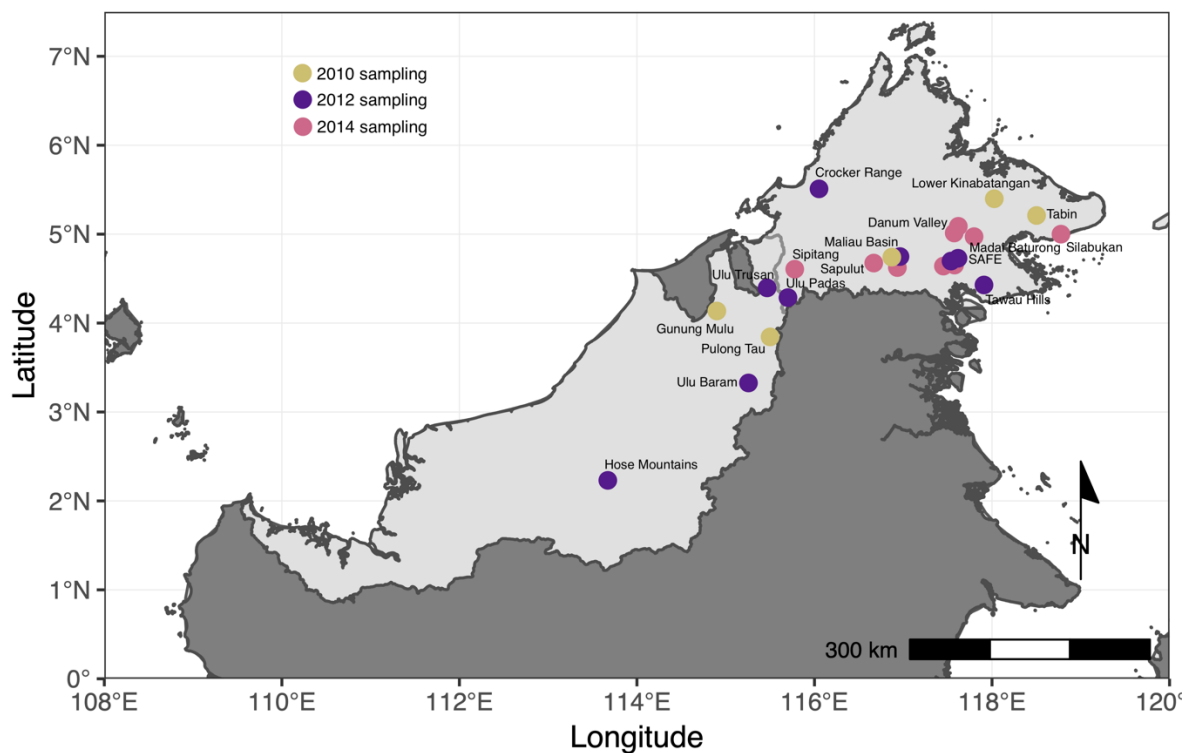 7°N
2010 sampling
2012 sampling
2014 sampling
6°N
Crocker Range
Lower Kinabatangan
Tabin
Danum Valley
5°N
Maliau Basin
Madai Baturong
Silabukan
Sipitang
SAFE
Sapulut
Ulu Trusan
Ulu Padas
Tawau Hills
4°N
Gunung Mulu
Pulong Tau
Ulu Baram
3°N
Hose Mountains
2°N
N
1°N
300 km
0°
108°E
110°E
112°E
114°E
116°E
118°E
120°E
Longitude
Latitude